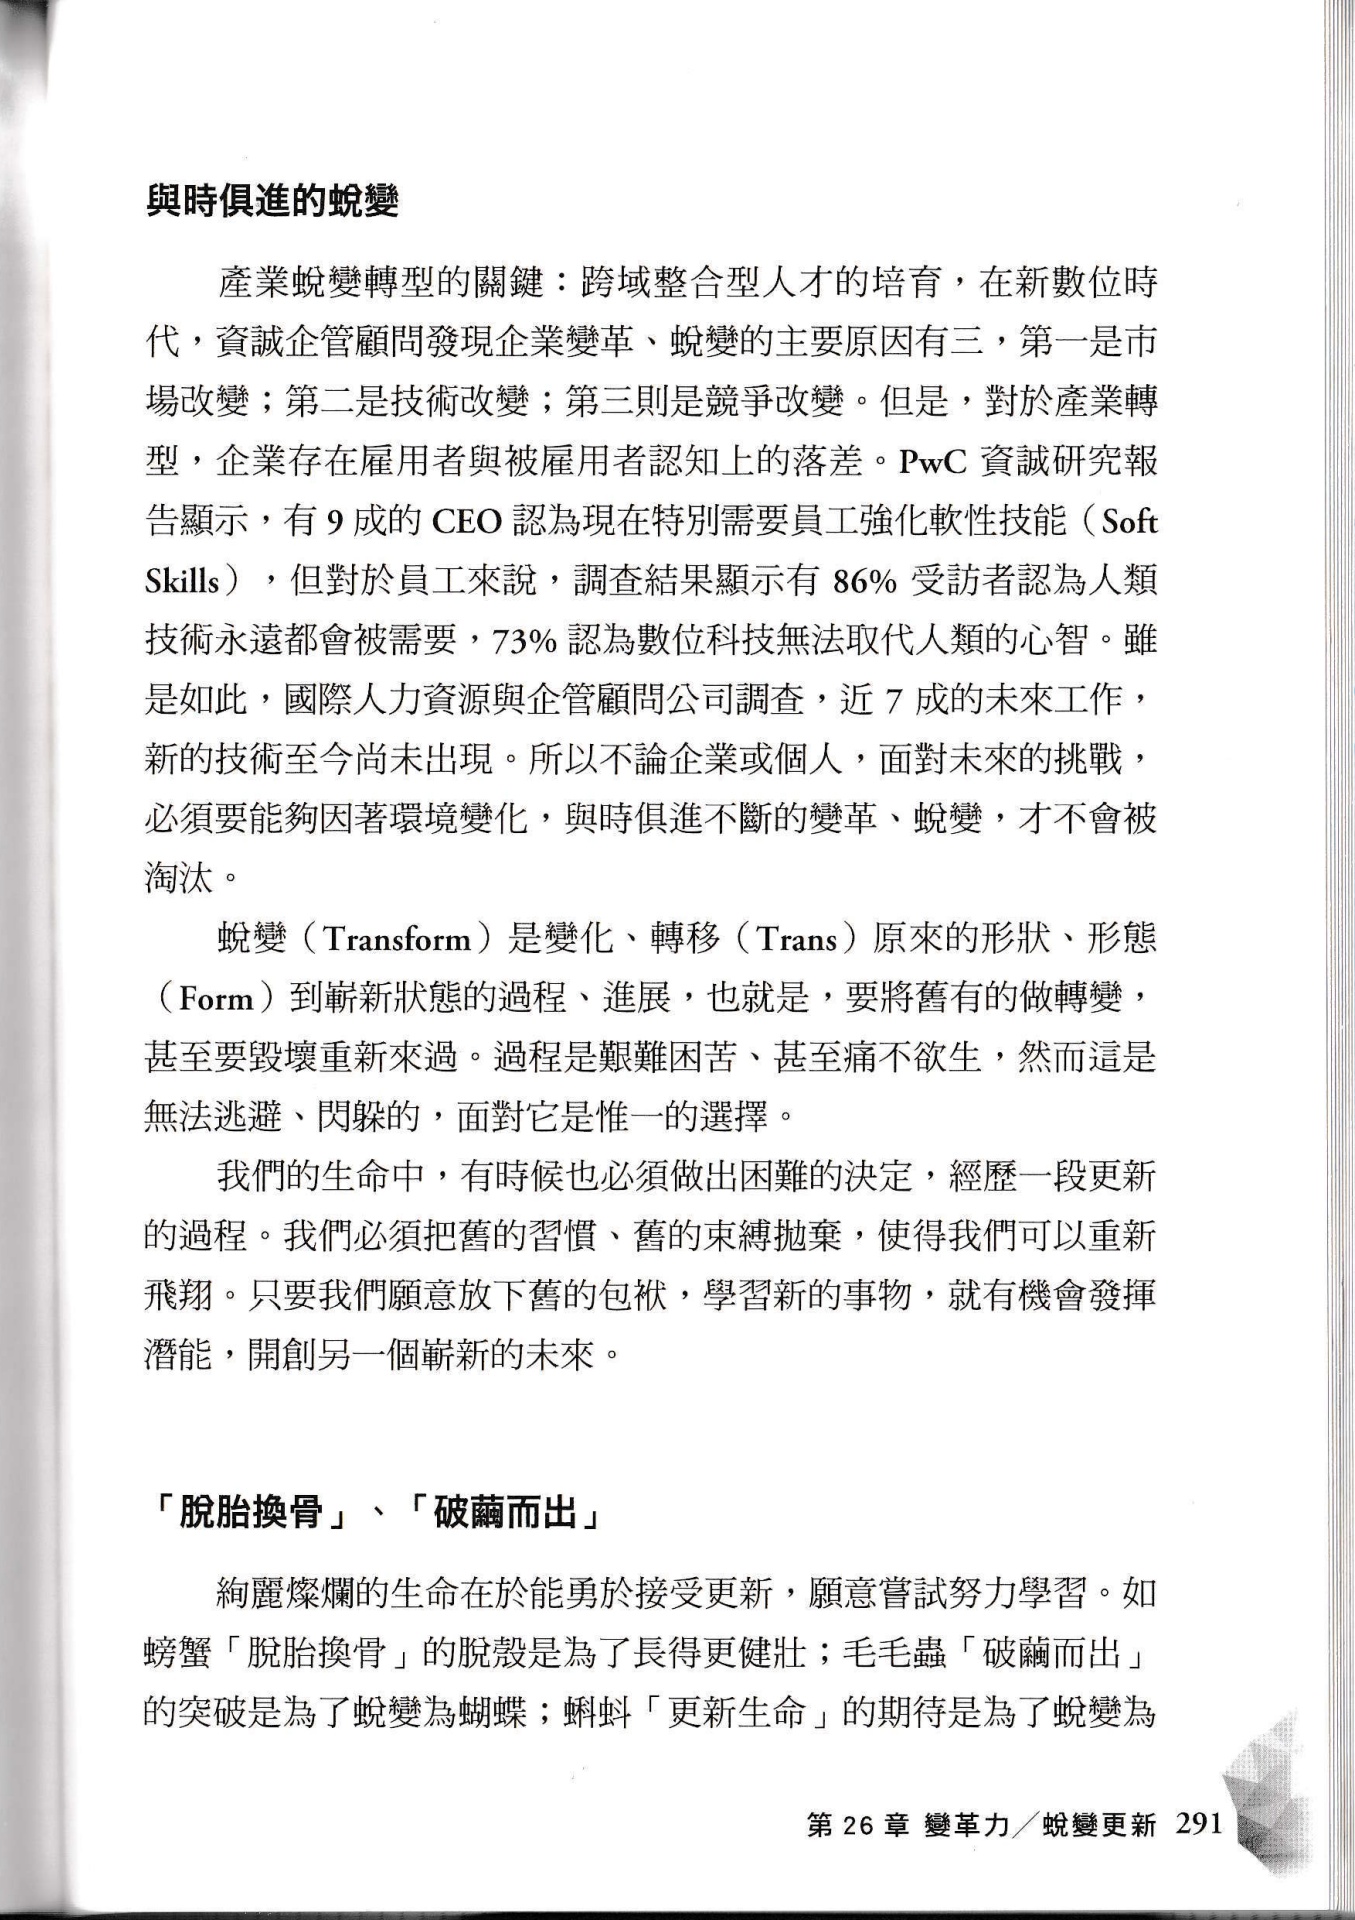 與時俱進的蛻變
產業蛻變轉型的關鍵：跨域整合型人才的培育，在新數位時
代，資誠企管顧問發現企業變革、蛻變的主要原因有三，第一是市
場改變；第二是技術改變；第三則是競爭改變。但是，對於產業轉
型，企業存在雇用者與被雇用者認知上的落差。PwC 資誠研究報
告顯示，有 9 成的 CEO 認為現在特別需要員工強化軟性技能（Soft
Skills），但對於員工來說，調查結果顯示有 86% 受訪者認為人類
技術永遠都會被需要，73% 認為數位科技無法取代人類的心智。雖
是如此，國際人力資源與企管顧問公司調查，近 7 成的未來工作，
新的技術至今尚未出現。所以不論企業或個人，面對未來的挑戰，
必須要能夠因著環境變化，與時俱進不斷的變革、蛻變，才不會被
淘汰。
蛻變（Transform）是變化、轉移（Trans）原來的形狀、形態
（Form）到嶄新狀態的過程、進展，也就是，要將舊有的做轉變，
甚至要毀壞重新來過。過程是艱難困苦、甚至痛不欲生，然而這是
無法逃避、閃躲的，面對它是惟一的選擇。
我們的生命中，有時候也必須做出困難的決定，經歷一段更新
的過程。我們必須把舊的習慣、舊的束縛拋棄，使得我們可以重新
飛翔。只要我們願意放下舊的包袱，學習新的事物，就有機會發揮
潛能，開創另一個嶄新的未來。
「脫胎換骨」、「破繭而出」
絢麗燦爛的生命在於能勇於接受更新，願意嘗試努力學習。如
螃蟹「脫胎換骨」的脫殼是為了長得更健壯；毛毛蟲「破繭而出」
的突破是為了蛻變為蝴蝶；蝌蚪「更新生命」的期待是為了蛻變為
第 26 章 變革力／蛻變更新 291